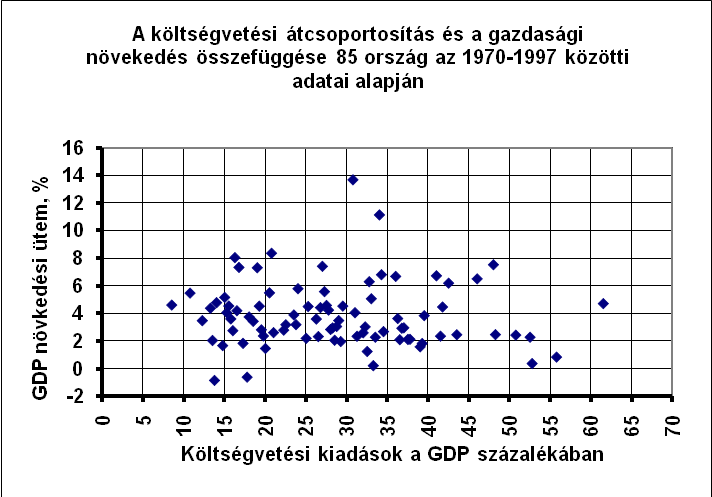 A költségvetési átcsoportosítás és a gazdasági
növekedés összefüggése 85 ország az 1970-1997 közötti
adatai alapján
GDP növkedési ütem, %
16
14
12
10
8
6
4
2
0
-2
0 5 10 15 20 25 30 35 40 45 50 55 60 65 70
Költségvetési kiadások a GDP százalékában